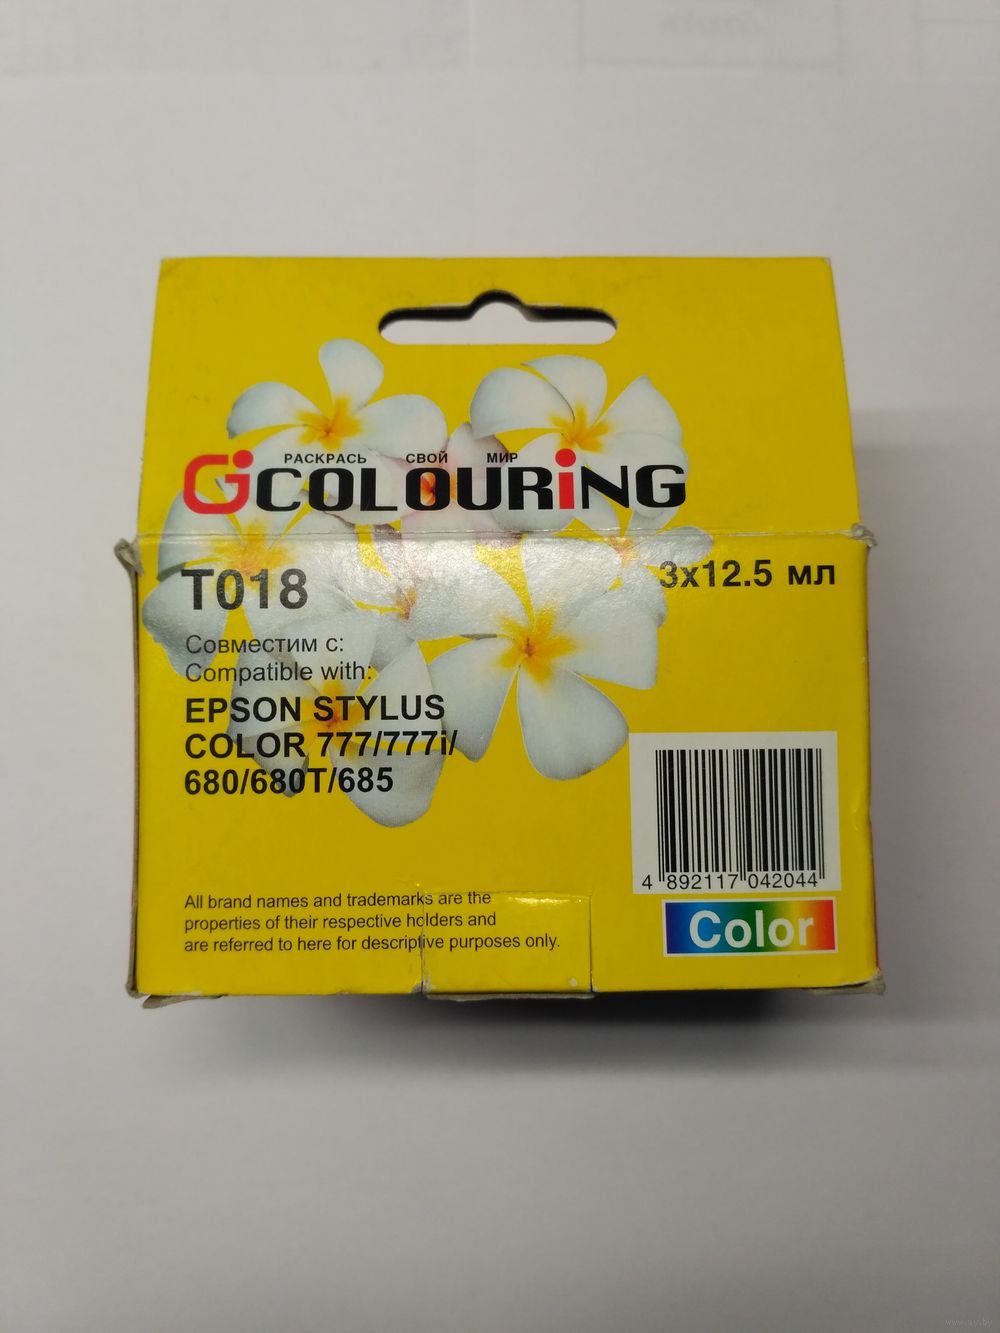 РАСКРАСЬ СВОЙ МИР
G COLOURiNG
T018
3x12.5 мл
Совместим с:
Compatible with:
EPSON STYLUS
COLOR 777/777i/
680/680T/685
4 892117 042044
All brand names and trademarks are the
properties of their respective holders and
are referred to here for descriptive purposes only.
Color